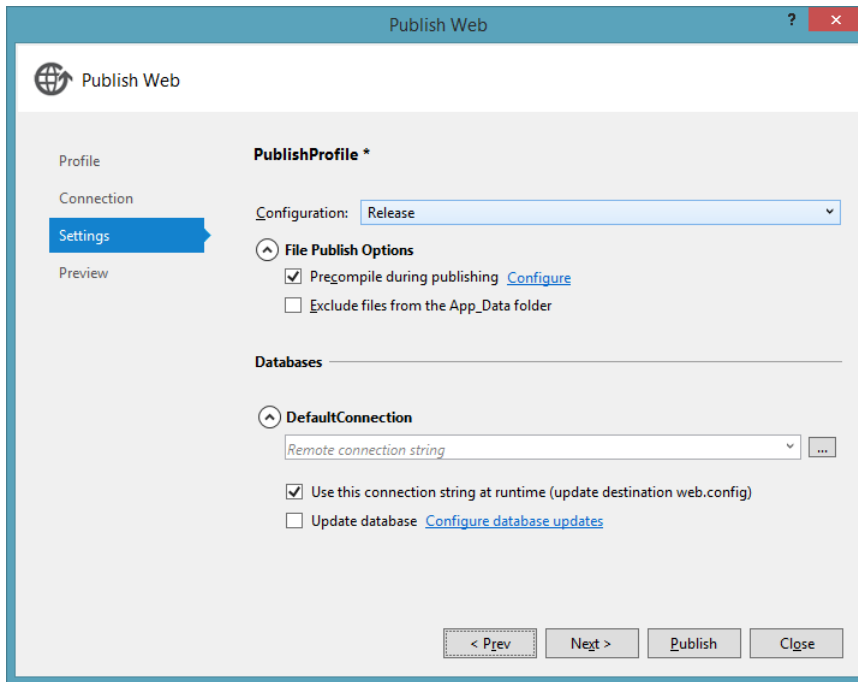 Publish Web
?
Publish Web
Profile
Connection
Settings
Preview
PublishProfile *
Configuration: Release
File Publish Options
Precompile during publishing Configure
Exclude files from the App_Data folder
Databases
DefaultConnection
Remote connection string
...
Use this connection string at runtime (update destination web.config)
Update database Configure database updates
< Prev Next > Publish Close